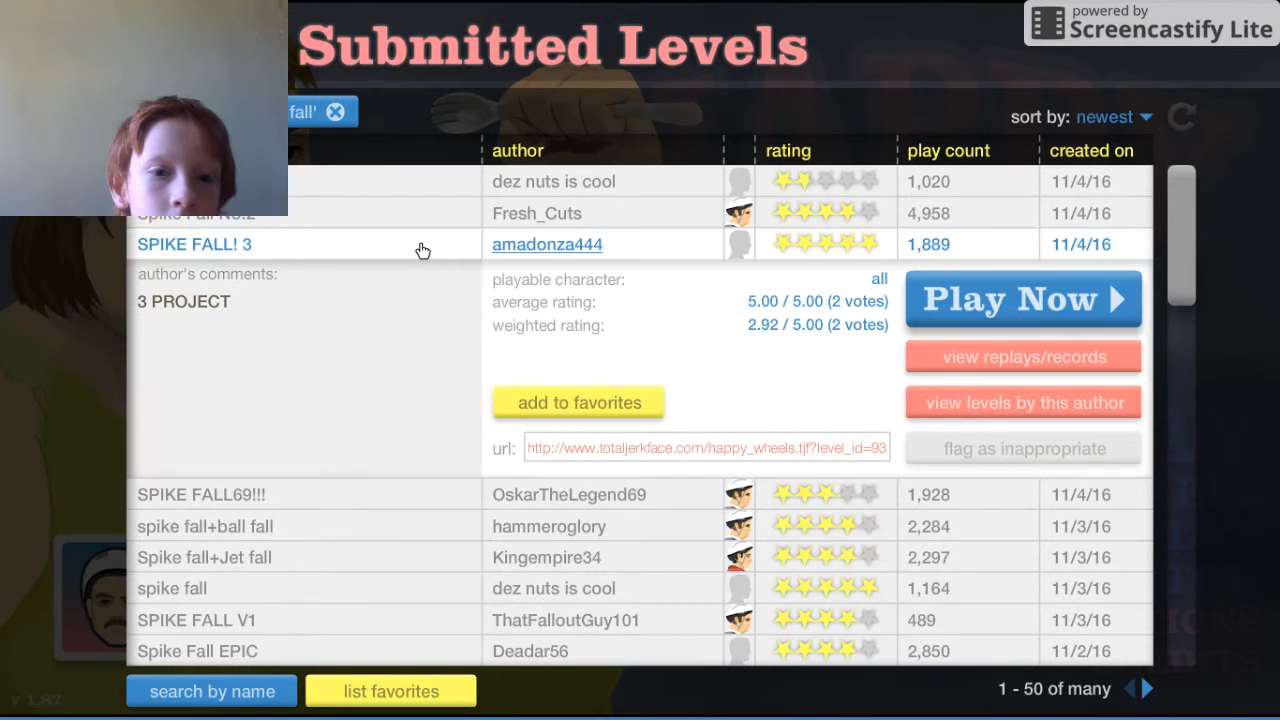 powered by
Screencastify Lite
Submitted Levels
fall'
sort by: newest
author rating play count created on
dez nuts is cool 1,020 11/4/16
Spike Fall No.2 Fresh_Cuts 4,958 11/4/16
SPIKE FALL! 3 amadonza444 1,889 11/4/16
author's comments:
3 PROJECT
playable character: all
average rating: 5.00 / 5.00 (2 votes)
weighted rating: 2.92 / 5.00 (2 votes)
Play Now
view replays/records
add to favorites
view levels by this author
url: http://www.totaljerkface.com/happy_wheels.tjf?level_id=93
flag as inappropriate
SPIKE FALL69!!! OskarTheLegend69 1,928 11/4/16
spike fall+ball fall hammeroglory 2,284 11/3/16
Spike fall+Jet fall Kingempire34 2,297 11/3/16
spike fall dez nuts is cool 1,164 11/3/16
SPIKE FALL V1 ThatFalloutGuy101 489 11/3/16
Spike Fall EPIC Deadar56 2,850 11/2/16
search by name
list favorites
1 - 50 of many
v 1.87